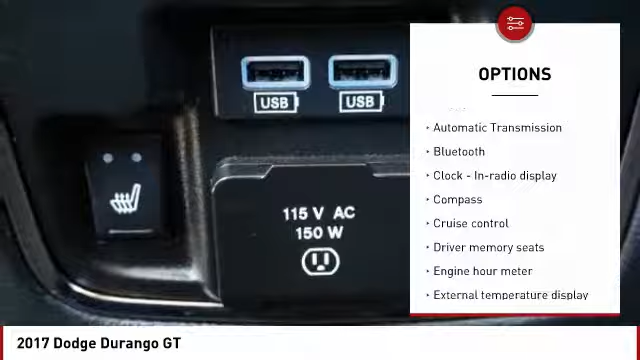 USB
USB
115 V AC
150 W
OPTIONS
Automatic Transmission
Bluetooth
Clock - In-radio display
Compass
Cruise control
Driver memory seats
Engine hour meter
External temperature display
2017 Dodge Durango GT